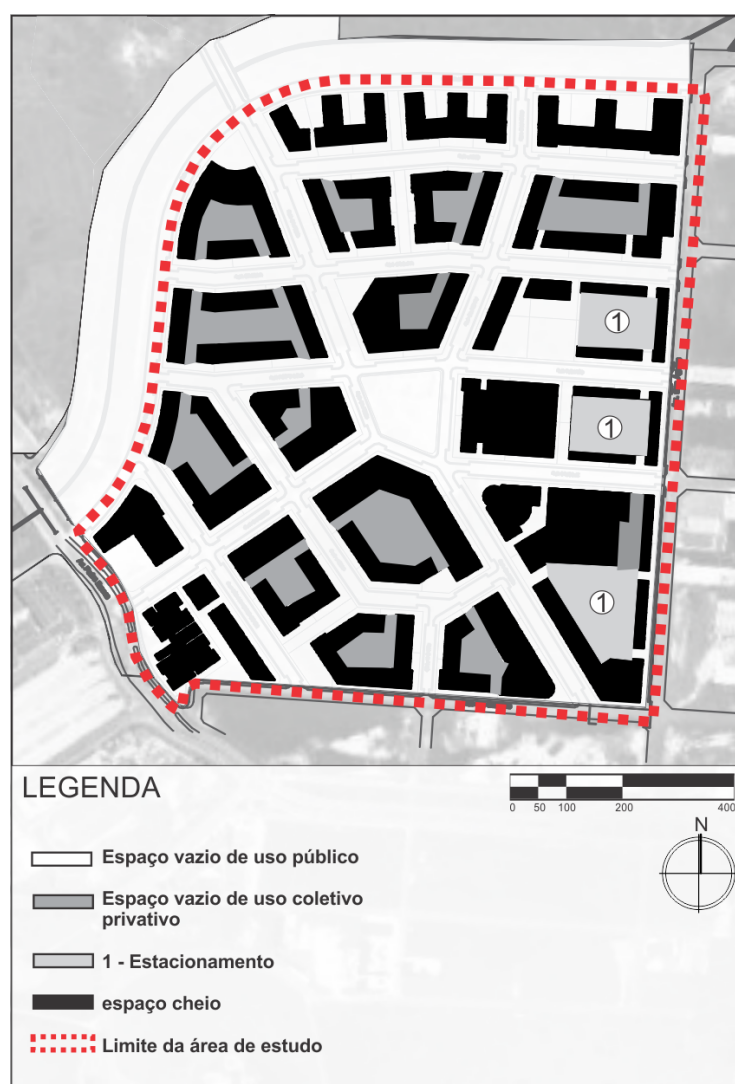 1
1
1
LEGENDA
0 50 100 200 400
N
Espaço vazio de uso público
Espaço vazio de uso coletivo
privativo
1 - Estacionamento
espaço cheio
Limite da área de estudo